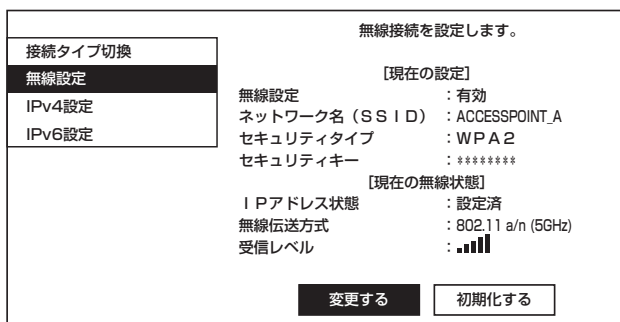 無線接続を設定します。
接続タイプ切換
無線設定
IPv4設定
IPv6設定
[現在の設定]
無線設定 ：有効
ネットワーク名（ＳＳＩＤ）：ACCESSPOINT_A
セキュリティタイプ ：ＷＰＡ２
セキュリティキー ：********
[現在の無線状態]
ＩＰアドレス状態 ：設定済
無線伝送方式 ：802.11 a/n (5GHz)
受信レベル ：
変更する
初期化する